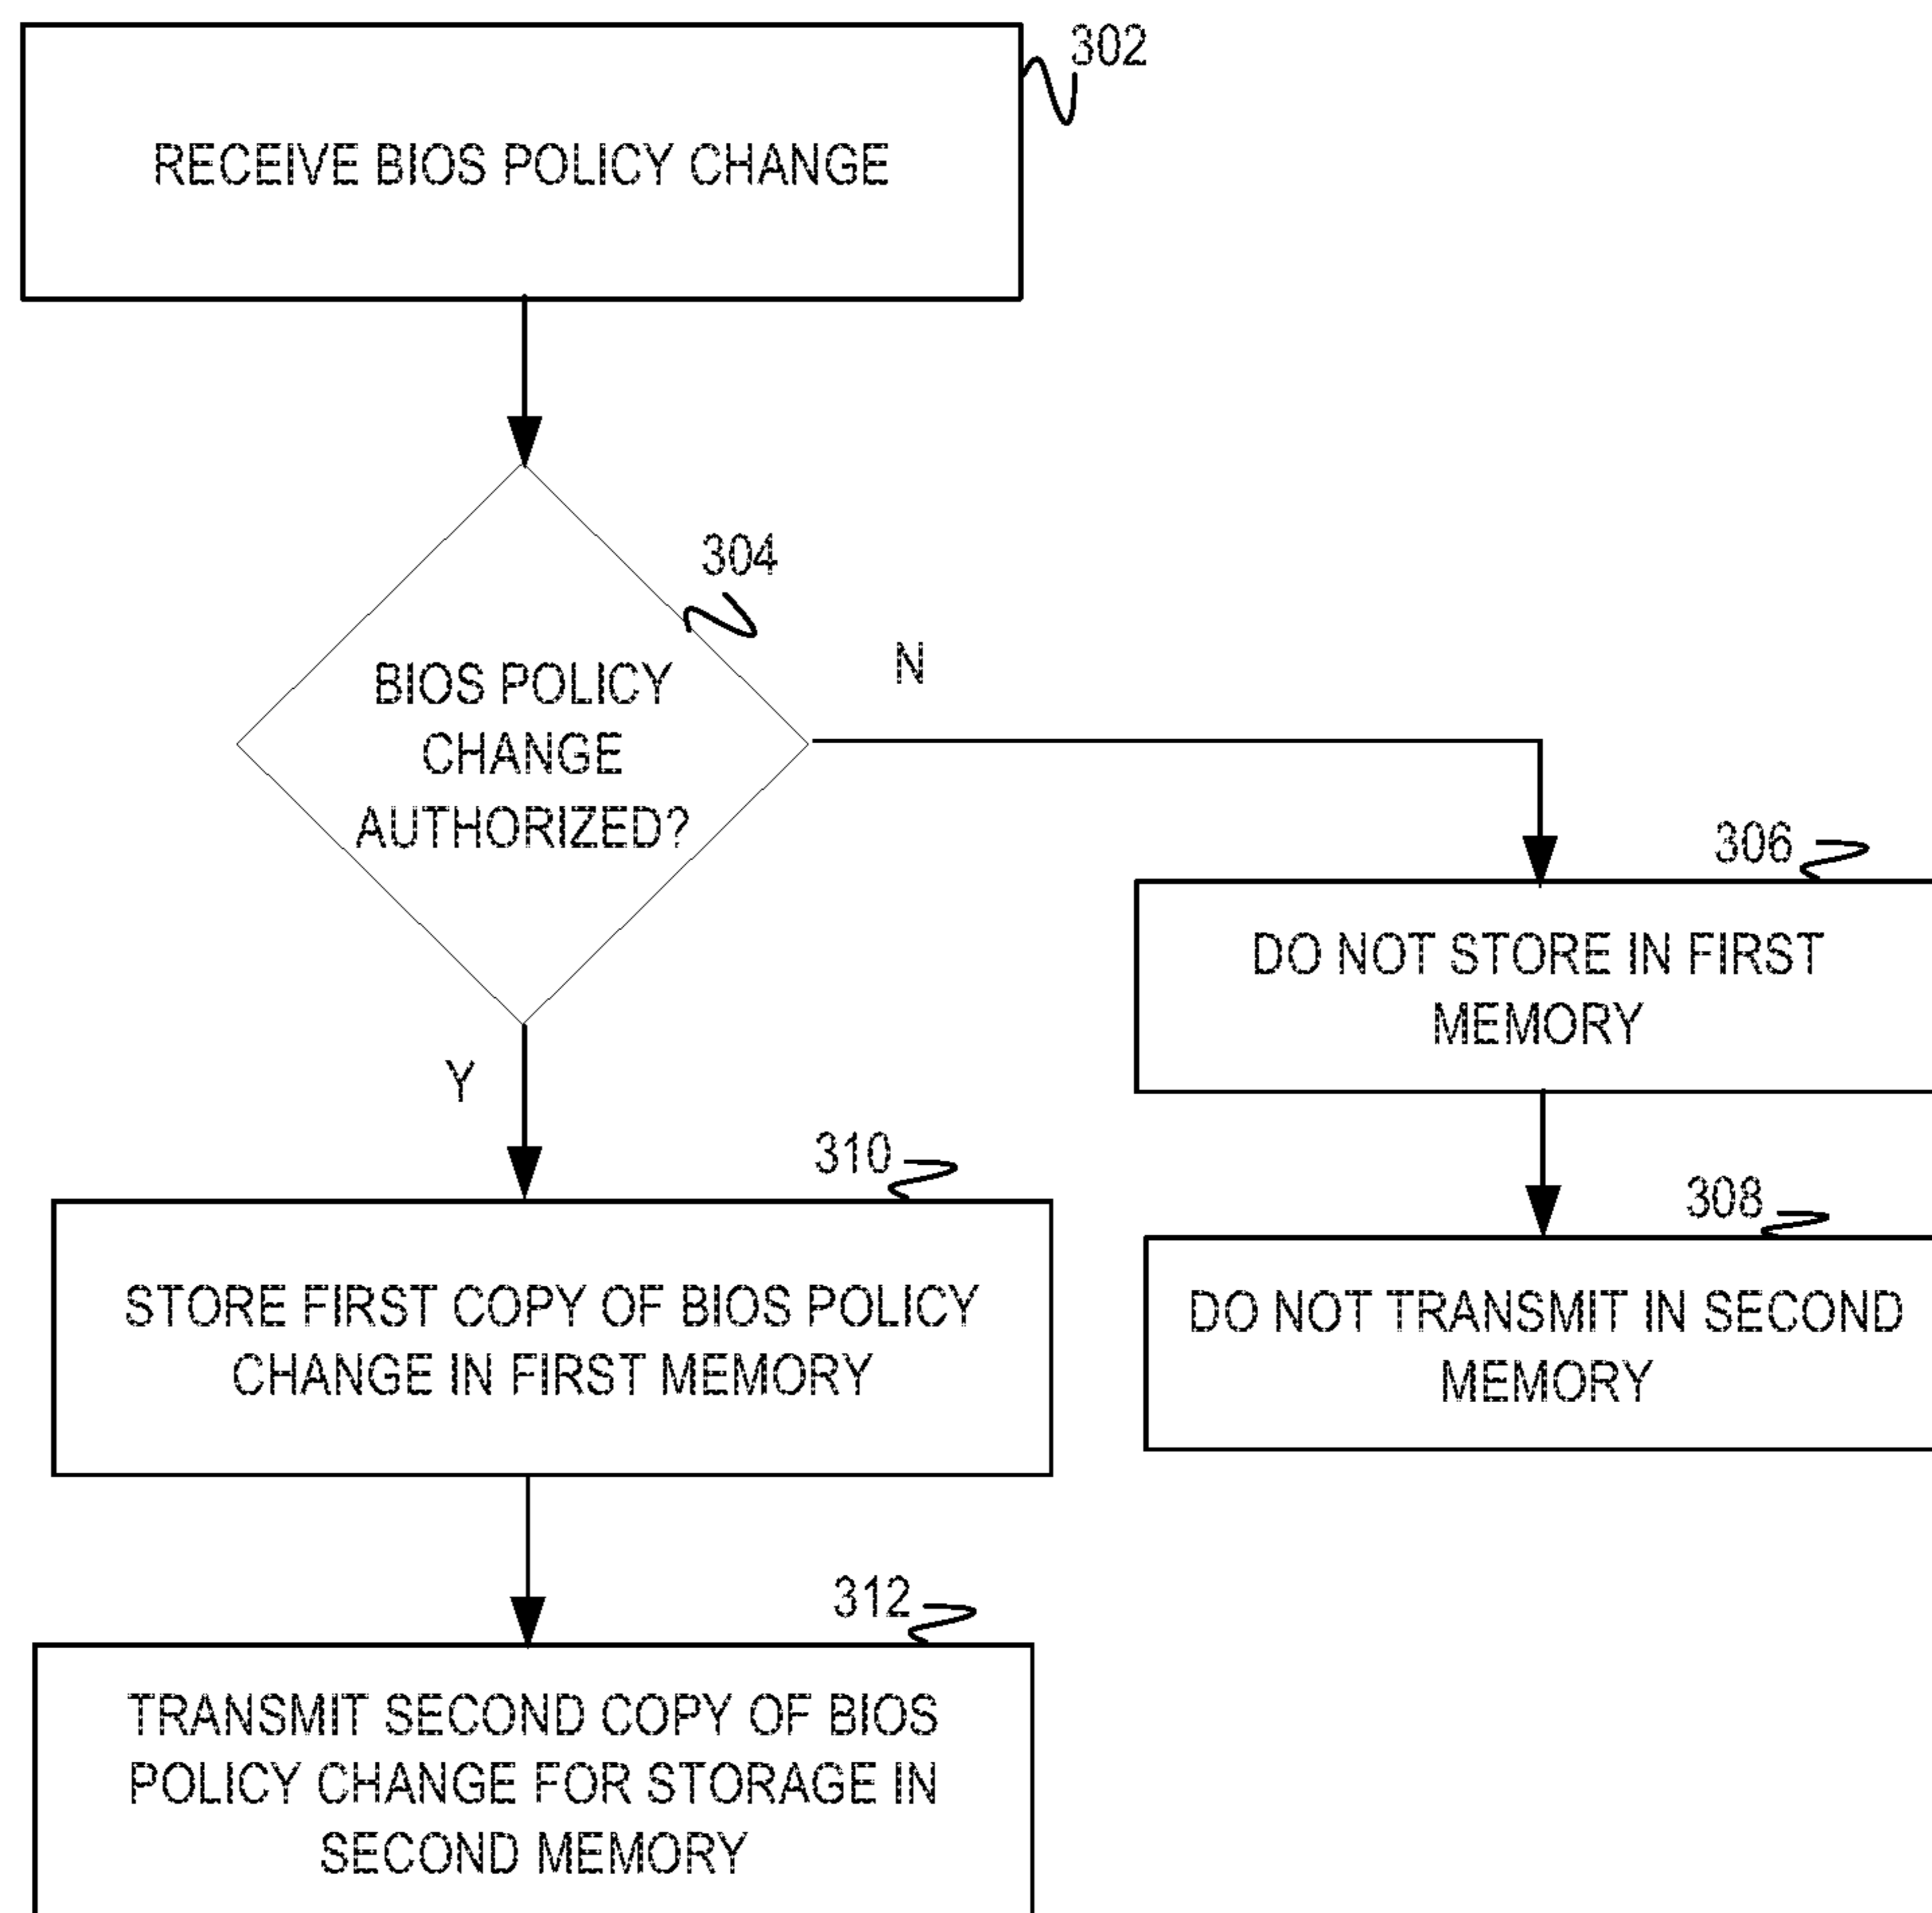 302
RECEIVE BIOS POLICY CHANGE
304
BIOS POLICY
CHANGE
AUTHORIZED?
N
306
DO NOT STORE IN FIRST
MEMORY
Y
310
STORE FIRST COPY OF BIOS POLICY
CHANGE IN FIRST MEMORY
308
DO NOT TRANSMIT IN SECOND
MEMORY
312
TRANSMIT SECOND COPY OF BIOS
POLICY CHANGE FOR STORAGE IN
SECOND MEMORY